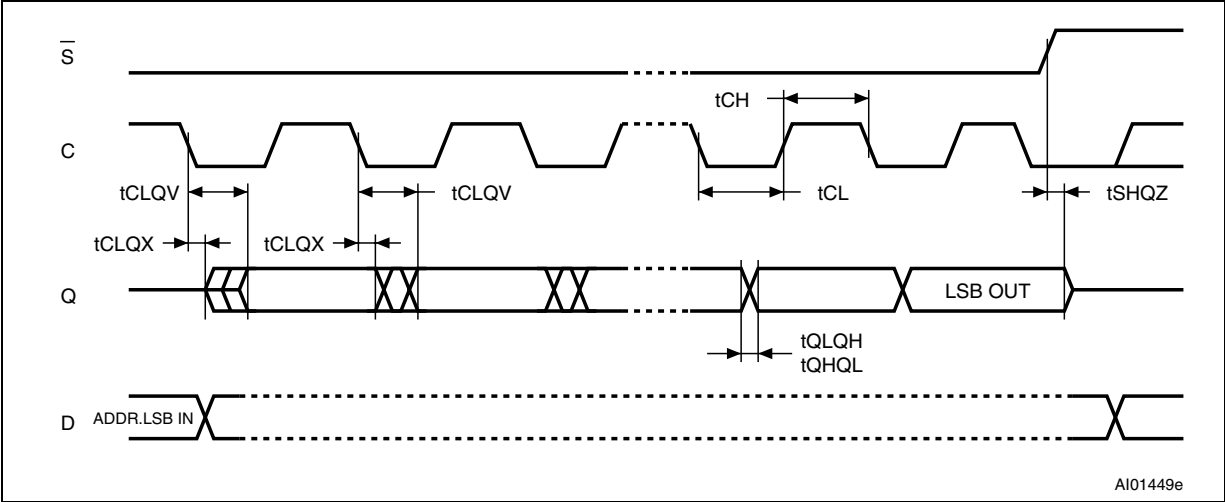 S
tCH
C
tCLQV
tCLQV
tCL
tSHQZ
tCLQX
tCLQX
Q
LSB OUT
tQLQH
tQHQL
D
ADDR.LSB IN
AI01449e